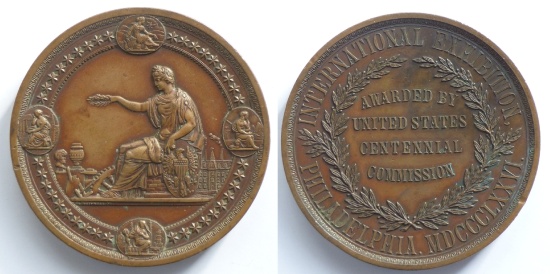 INTERNATIONAL EXHIBITION,
AWARDED BY
UNITED STATES
CENTENNIAL
COMMISSION
PHILADELPHIA, MDCCCLXXVI.